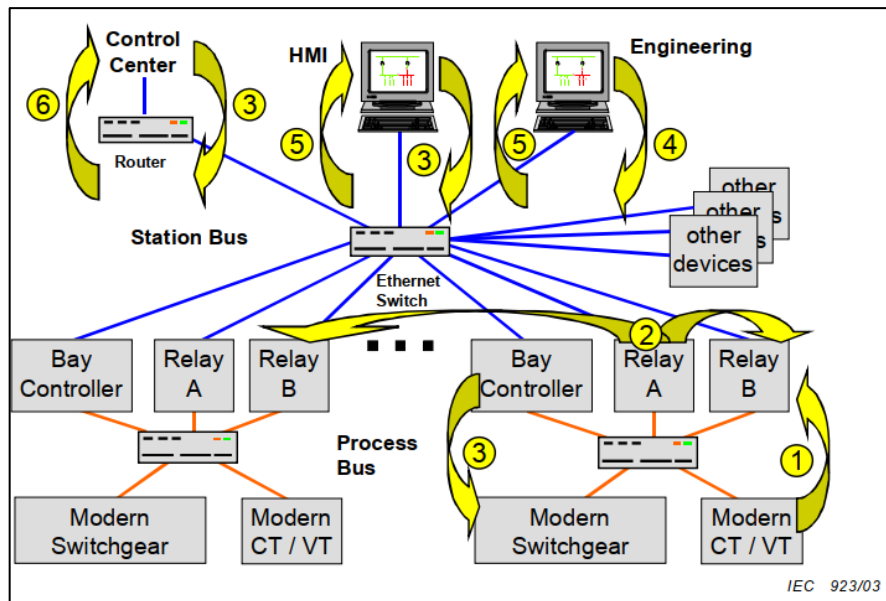 Control
Center
HMI
Engineering
6
3
5
3
5
4
Router
Station Bus
other
other
other
devices
Ethernet
Switch
2
Bay
Controller
Relay
A
Relay
B
Bay
Controller
Relay
A
Relay
B
Process
Bus
3
1
Modern
Switchgear
Modern
CT / VT
Modern
Switchgear
Modern
CT / VT
IEC 923/03